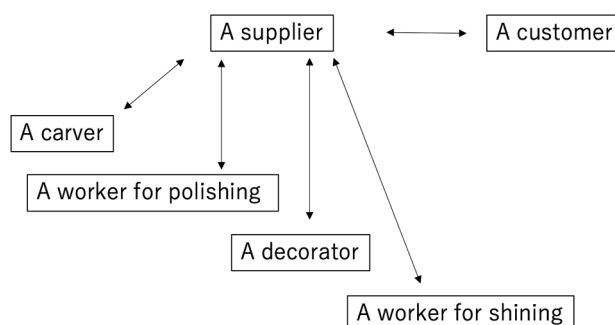 A supplier
A customer
A carver
A worker for polishing
A decorator
A worker for shining